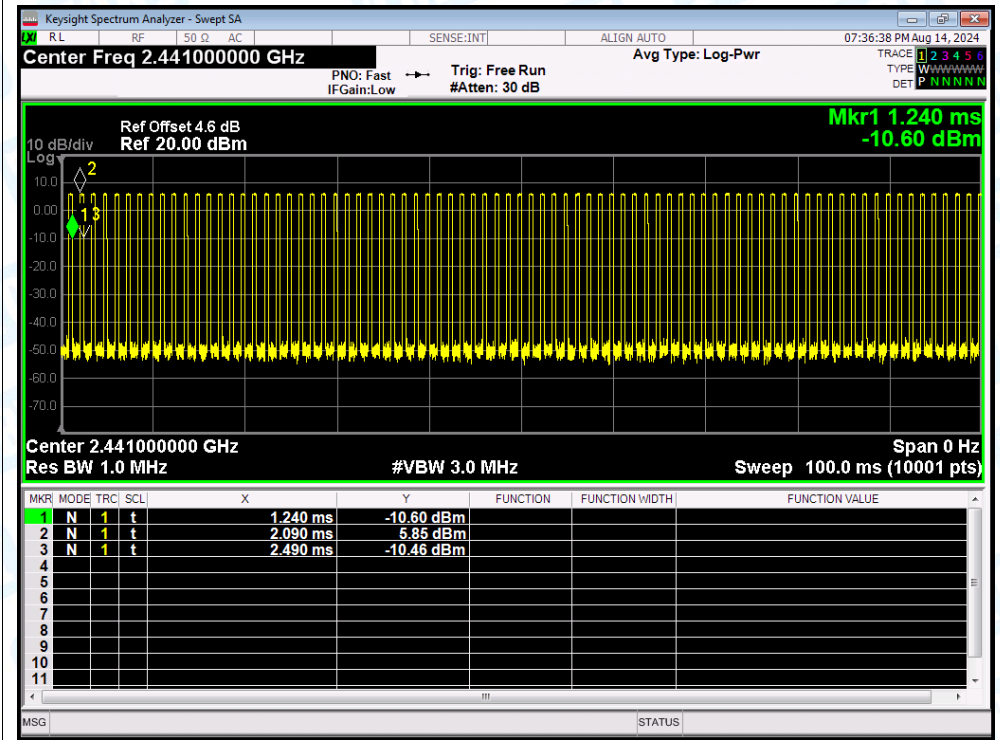 Keysight Spectrum Analyzer - Swept SA
LXI RL RF 50 Ω AC SENSE:INT ALIGN AUTO 07:36:38 PM Aug 14, 2024
Center Freq 2.441000000 GHz Avg Type: Log-Pwr TRACE 1 2 3 4 5 6
PNO: Fast Trig: Free Run TYPE WWWWWW
IFGain:Low #Atten: 30 dB DET P N N N N N
Mkr1 1.240 ms
Ref Offset 4.6 dB
10 dB/div Ref 20.00 dBm -10.60 dBm
Log
2
10.0
0.00
1 3
-10.0
-20.0
-30.0
-40.0
-50.0
-60.0
-70.0
Center 2.441000000 GHz Span 0 Hz
Res BW 1.0 MHz #VBW 3.0 MHz Sweep 100.0 ms (10001 pts)
MKR MODE TRC SCL X Y FUNCTION FUNCTION WIDTH FUNCTION VALUE
1 N 1 t 1.240 ms -10.60 dBm
2 N 1 t 2.090 ms 5.85 dBm
3 N 1 t 2.490 ms -10.46 dBm
4
5
6
7
8
9
10
11
MSG STATUS